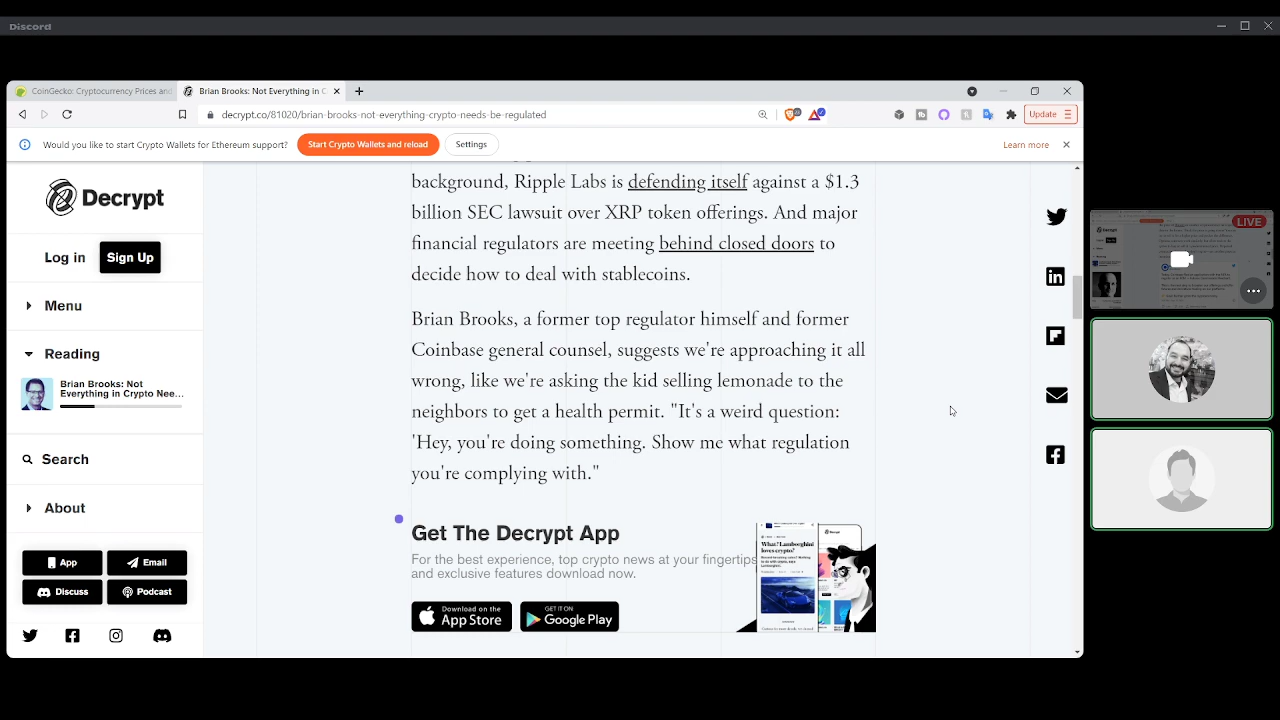 Discord
CoinGecko: Cryptocurrency Prices and
Brian Brooks: Not Everything in C
decrypt.co/81020/brian-brooks-not-everything-crypto-needs-be-regulated
Update
Would you like to start Crypto Wallets for Ethereum support?
Start Crypto Wallets and reload
Settings
Learn more
Decrypt
Log in
Sign Up
Menu
Reading
Brian Brooks: Not
Everything in Crypto Nee...
Search
About
App
Email
Discuss
Podcast
background, Ripple Labs is defending itself against a $1.3
billion SEC lawsuit over XRP token offerings. And major
financial regulators are meeting behind closed doors to
decide how to deal with stablecoins.
Brian Brooks, a former top regulator himself and former
Coinbase general counsel, suggests we're approaching it all
wrong, like we're asking the kid selling lemonade to the
neighbors to get a health permit. "It's a weird question:
'Hey, you're doing something. Show me what regulation
you're complying with."
Get The Decrypt App
For the best experience, top crypto news at your fingertips
and exclusive features download now.
Download on the
App Store
GET IT ON
Google Play
What? Lamborghini
loves crypto?
LIVE